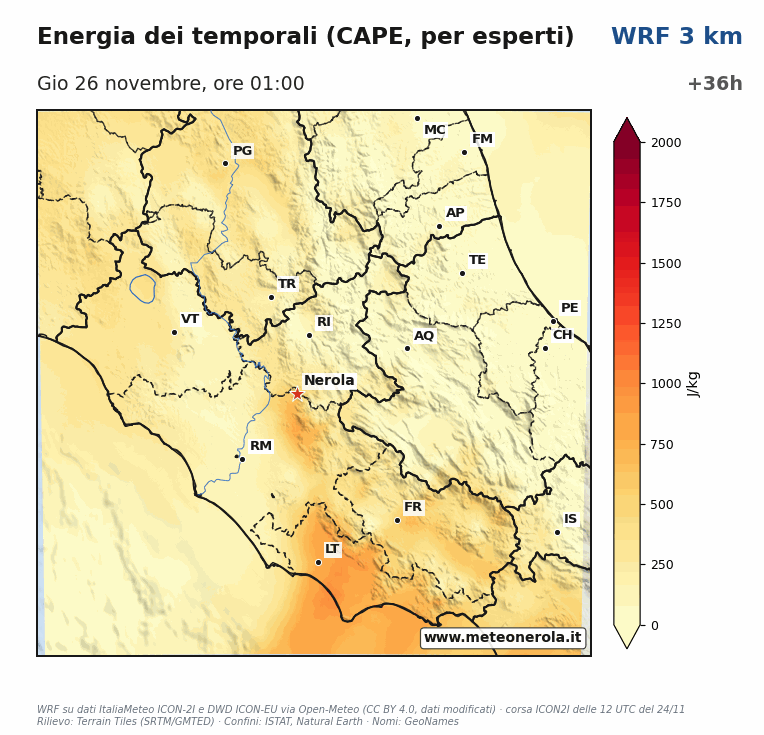 Energia dei temporali (CAPE, per esperti)
WRF 3 km
Gio 26 novembre, ore 01:00
+36h
MC
FM
PG
AP
TE
TR
PE
VT
RI
AQ
CH
Nerola
RM
FR
IS
LT
www.meteonerola.it
2000
1750
1500
1250
1000
750
500
250
0
J/kg
WRF su dati ItaliaMeteo ICON-2I e DWD ICON-EU via Open-Meteo (CC BY 4.0, dati modificati) · corsa ICON2I delle 12 UTC del 24/11
Rilievo: Terrain Tiles (SRTM/GMTED) · Confini: ISTAT, Natural Earth · Nomi: GeoNames